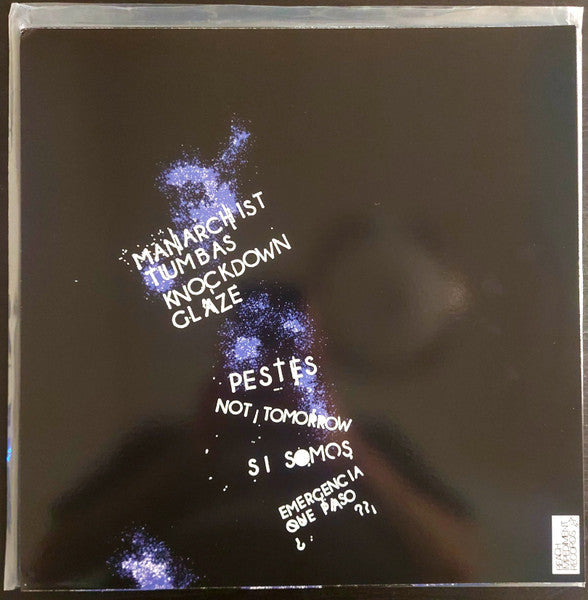 MANARCHIST
TUMBAS
KNOCKDOWN
GLAZE
PESTES
NOT / TOMORROW
SI SOMOS
EMERGENCIA
QUE PASO ??!
¿